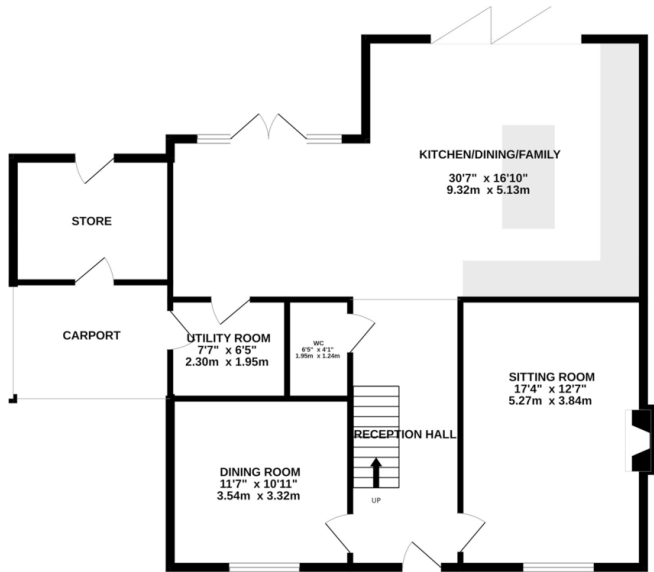 KITCHEN/DINING/FAMILY
30'7" x 16'10"
9.32m x 5.13m
STORE
CARPORT
UTILITY ROOM
7'7" x 6'5"
2.30m x 1.95m
WC
6'5" x 4'1"
1.95m x 1.24m
SITTING ROOM
17'4" x 12'7"
5.27m x 3.84m
RECEPTION HALL
DINING ROOM
11'7" x 10'11"
3.54m x 3.32m
UP